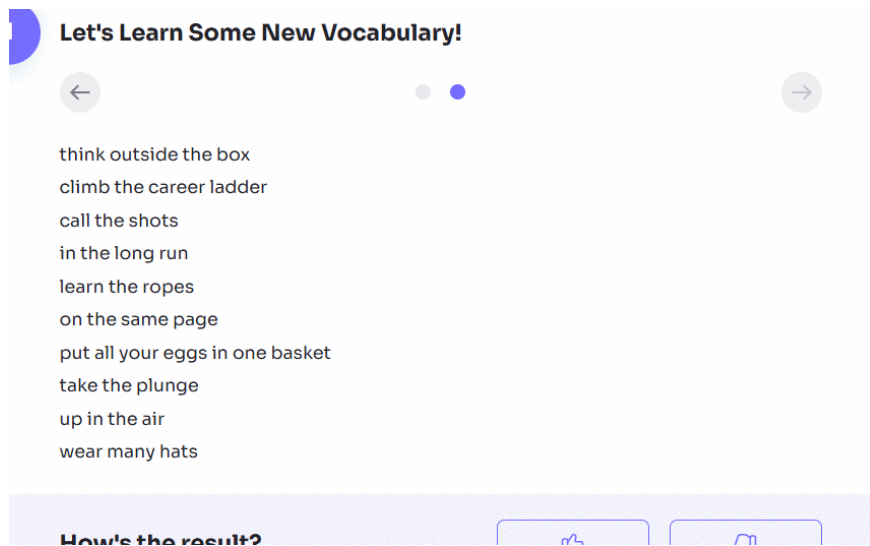 Let's Learn Some New Vocabulary!
think outside the box
climb the career ladder
call the shots
in the long run
learn the ropes
on the same page
put all your eggs in one basket
take the plunge
up in the air
wear many hats
How's the result?